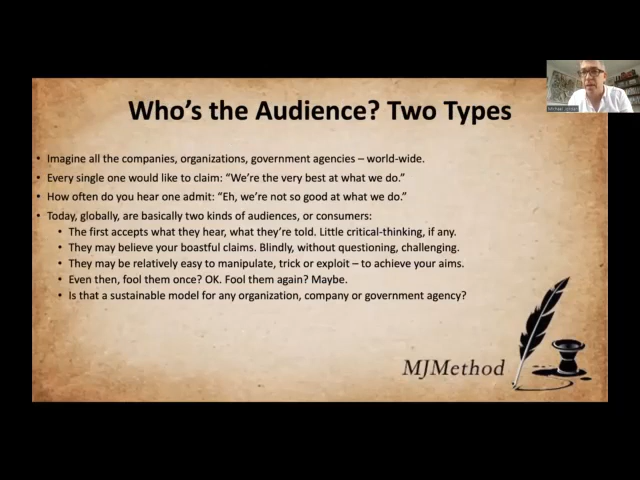 Who's the Audience? Two Types
• Imagine all the companies, organizations, government agencies – world-wide.
• Every single one would like to claim: “We're the very best at what we do.”
• How often do you hear one admit: “Eh, we're not so good at what we do.”
• Today, globally, are basically two kinds of audiences, or consumers:
• The first accepts what they hear, what they're told. Little critical-thinking, if any.
• They may believe your boastful claims. Blindly, without questioning, challenging.
• They may be relatively easy to manipulate, trick or exploit – to achieve your aims.
• Even then, fool them once? OK. Fool them again? Maybe.
• Is that a sustainable model for any organization, company or government agency?
MJMethod
Michael